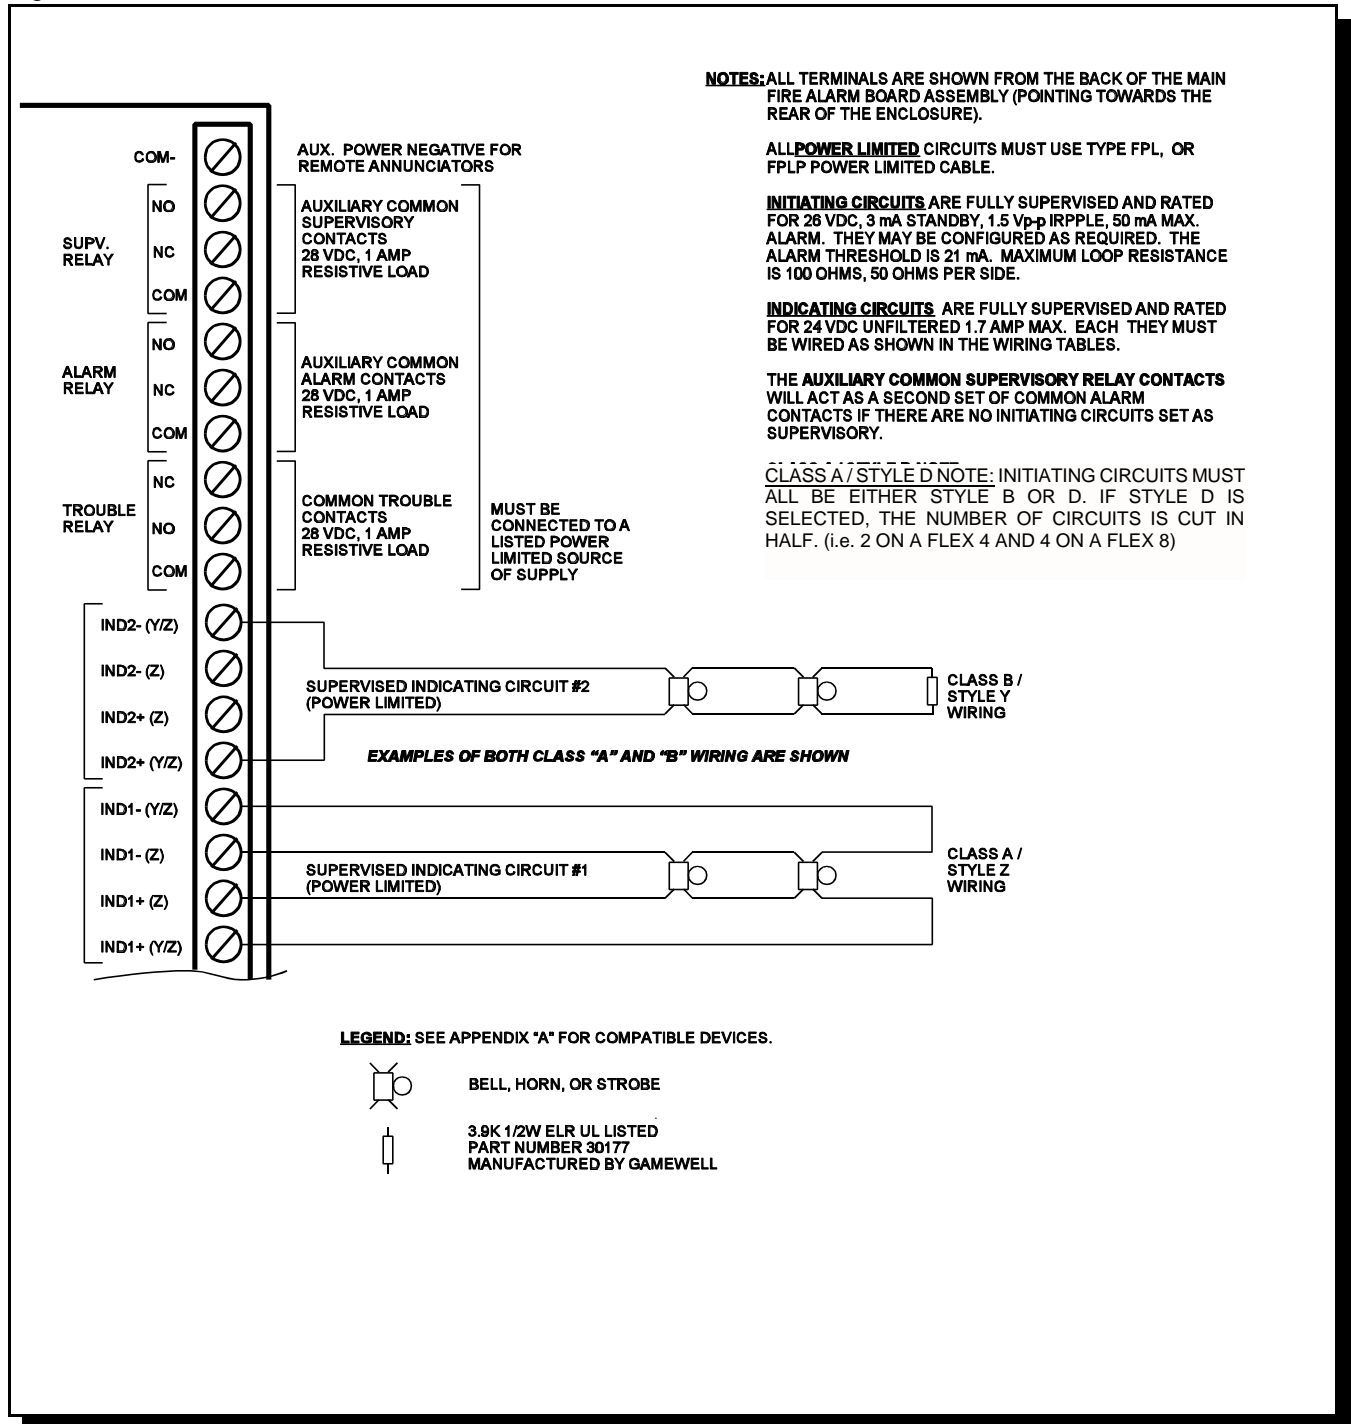 NOTES: ALL TERMINALS ARE SHOWN FROM THE BACK OF THE MAIN
FIRE ALARM BOARD ASSEMBLY (POINTING TOWARDS THE
REAR OF THE ENCLOSURE).
ALL POWER LIMITED CIRCUITS MUST USE TYPE FPL, OR
FPLP POWER LIMITED CABLE.
INITIATING CIRCUITS ARE FULLY SUPERVISED AND RATED
FOR 26 VDC, 3 mA STANDBY, 1.5 Vp-p IRPPLE, 50 mA MAX.
ALARM. THEY MAY BE CONFIGURED AS REQUIRED. THE
ALARM THRESHOLD IS 21 mA. MAXIMUM LOOP RESISTANCE
IS 100 OHMS, 50 OHMS PER SIDE.
INDICATING CIRCUITS ARE FULLY SUPERVISED AND RATED
FOR 24 VDC UNFILTERED 1.7 AMP MAX. EACH THEY MUST
BE WIRED AS SHOWN IN THE WIRING TABLES.
THE AUXILIARY COMMON SUPERVISORY RELAY CONTACTS
WILL ACT AS A SECOND SET OF COMMON ALARM
CONTACTS IF THERE ARE NO INITIATING CIRCUITS SET AS
SUPERVISORY.
CLASS A / STYLE D NOTE: INITIATING CIRCUITS MUST
ALL BE EITHER STYLE B OR D. IF STYLE D IS
SELECTED, THE NUMBER OF CIRCUITS IS CUT IN
HALF. (i.e. 2 ON A FLEX 4 AND 4 ON A FLEX 8)
COM-
AUX. POWER NEGATIVE FOR
REMOTE ANNUNCIATORS
SUPV.
RELAY
NO
NC
COM
AUXILIARY COMMON
SUPERVISORY
CONTACTS
28 VDC, 1 AMP
RESISTIVE LOAD
ALARM
RELAY
NO
NC
COM
AUXILIARY COMMON
ALARM CONTACTS
28 VDC, 1 AMP
RESISTIVE LOAD
TROUBLE
RELAY
NC
NO
COM
COMMON TROUBLE
CONTACTS
28 VDC, 1 AMP
RESISTIVE LOAD
MUST BE
CONNECTED TO A
LISTED POWER
LIMITED SOURCE
OF SUPPLY
IND2- (Y/Z)
IND2- (Z)
IND2+ (Z)
IND2+ (Y/Z)
SUPERVISED INDICATING CIRCUIT #2
(POWER LIMITED)
CLASS B /
STYLE Y
WIRING
EXAMPLES OF BOTH CLASS “A” AND “B” WIRING ARE SHOWN
IND1- (Y/Z)
IND1- (Z)
IND1+ (Z)
IND1+ (Y/Z)
SUPERVISED INDICATING CIRCUIT #1
(POWER LIMITED)
CLASS A /
STYLE Z
WIRING
LEGEND: SEE APPENDIX "A" FOR COMPATIBLE DEVICES.
BELL, HORN, OR STROBE
3.9K 1/2W ELR UL LISTED
PART NUMBER 30177
MANUFACTURED BY GAMEWELL